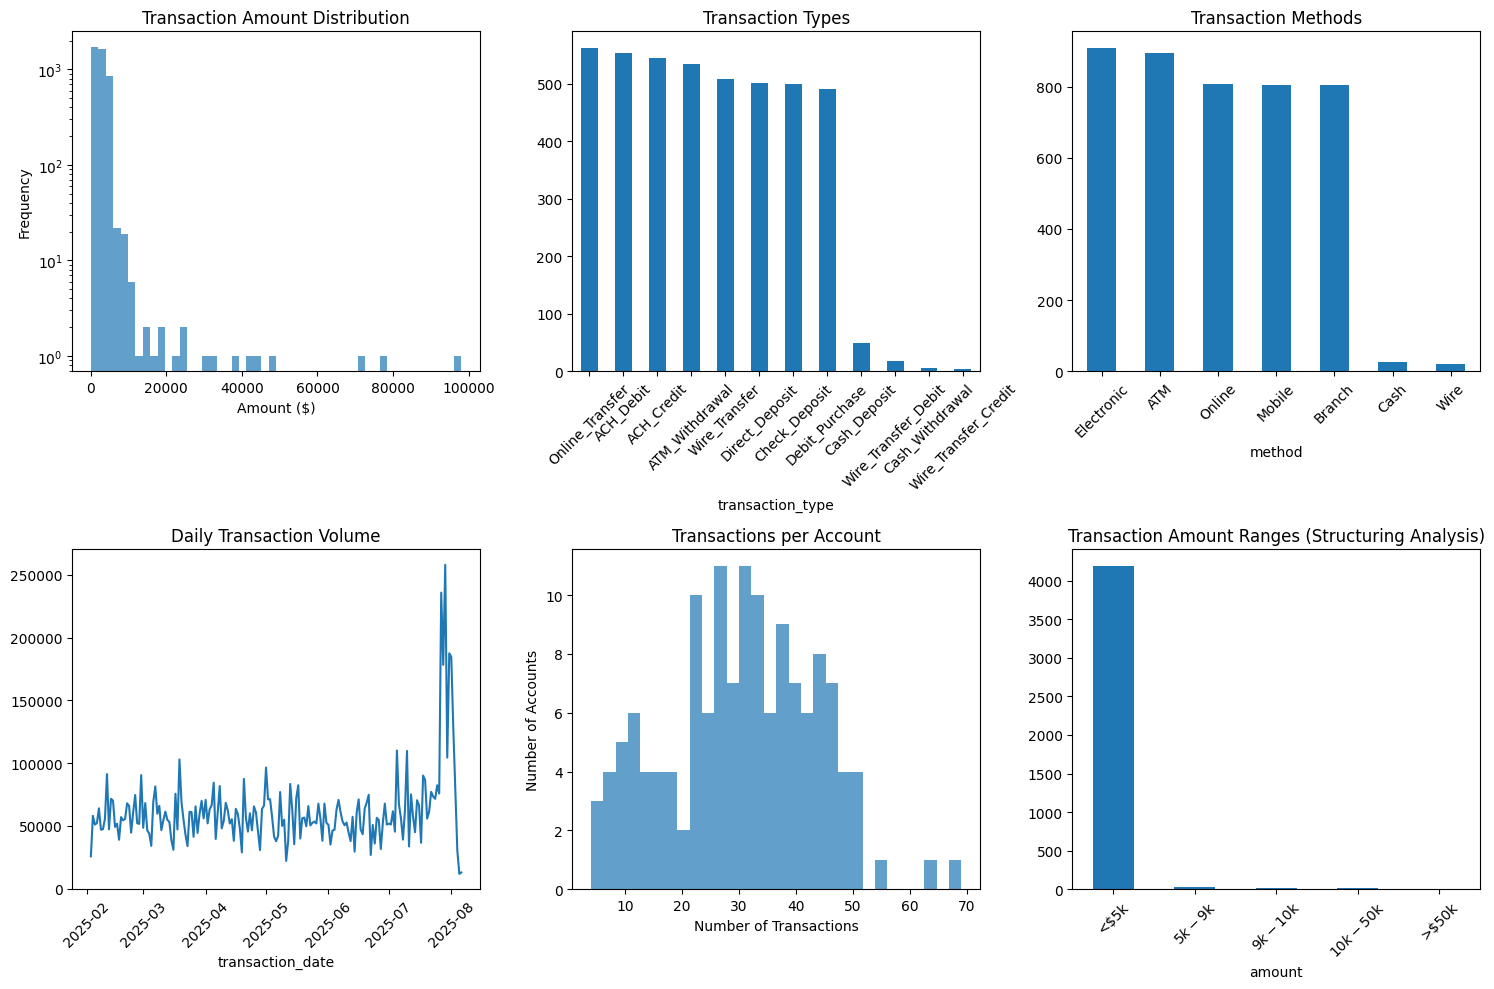 Transaction Amount Distribution
Frequency
10^3
10^2
10^1
10^0
0 20000 40000 60000 80000 100000
Amount ($)
Transaction Types
500
400
300
200
100
0
Online_Transfer
ACH_Debit
ACH_Credit
ATM_Withdrawal
Wire_Transfer
Direct_Deposit
Check_Deposit
Debit_Purchase
Cash_Deposit
Wire_Transfer_Debit
Cash_Withdrawal
Wire_Transfer_Credit
transaction_type
Transaction Methods
800
600
400
200
0
Electronic
ATM
Online
Mobile
Branch
Cash
Wire
method
Daily Transaction Volume
250000
200000
150000
100000
50000
0
2025-02
2025-03
2025-04
2025-05
2025-06
2025-07
2025-08
transaction_date
Transactions per Account
Number of Accounts
10
8
6
4
2
0
10 20 30 40 50 60 70
Number of Transactions
Transaction Amount Ranges (Structuring Analysis)
4000
3500
3000
2500
2000
1500
1000
500
0
<$5k
5k − 9k
9k − 10k
10k − 50k
>$50k
amount